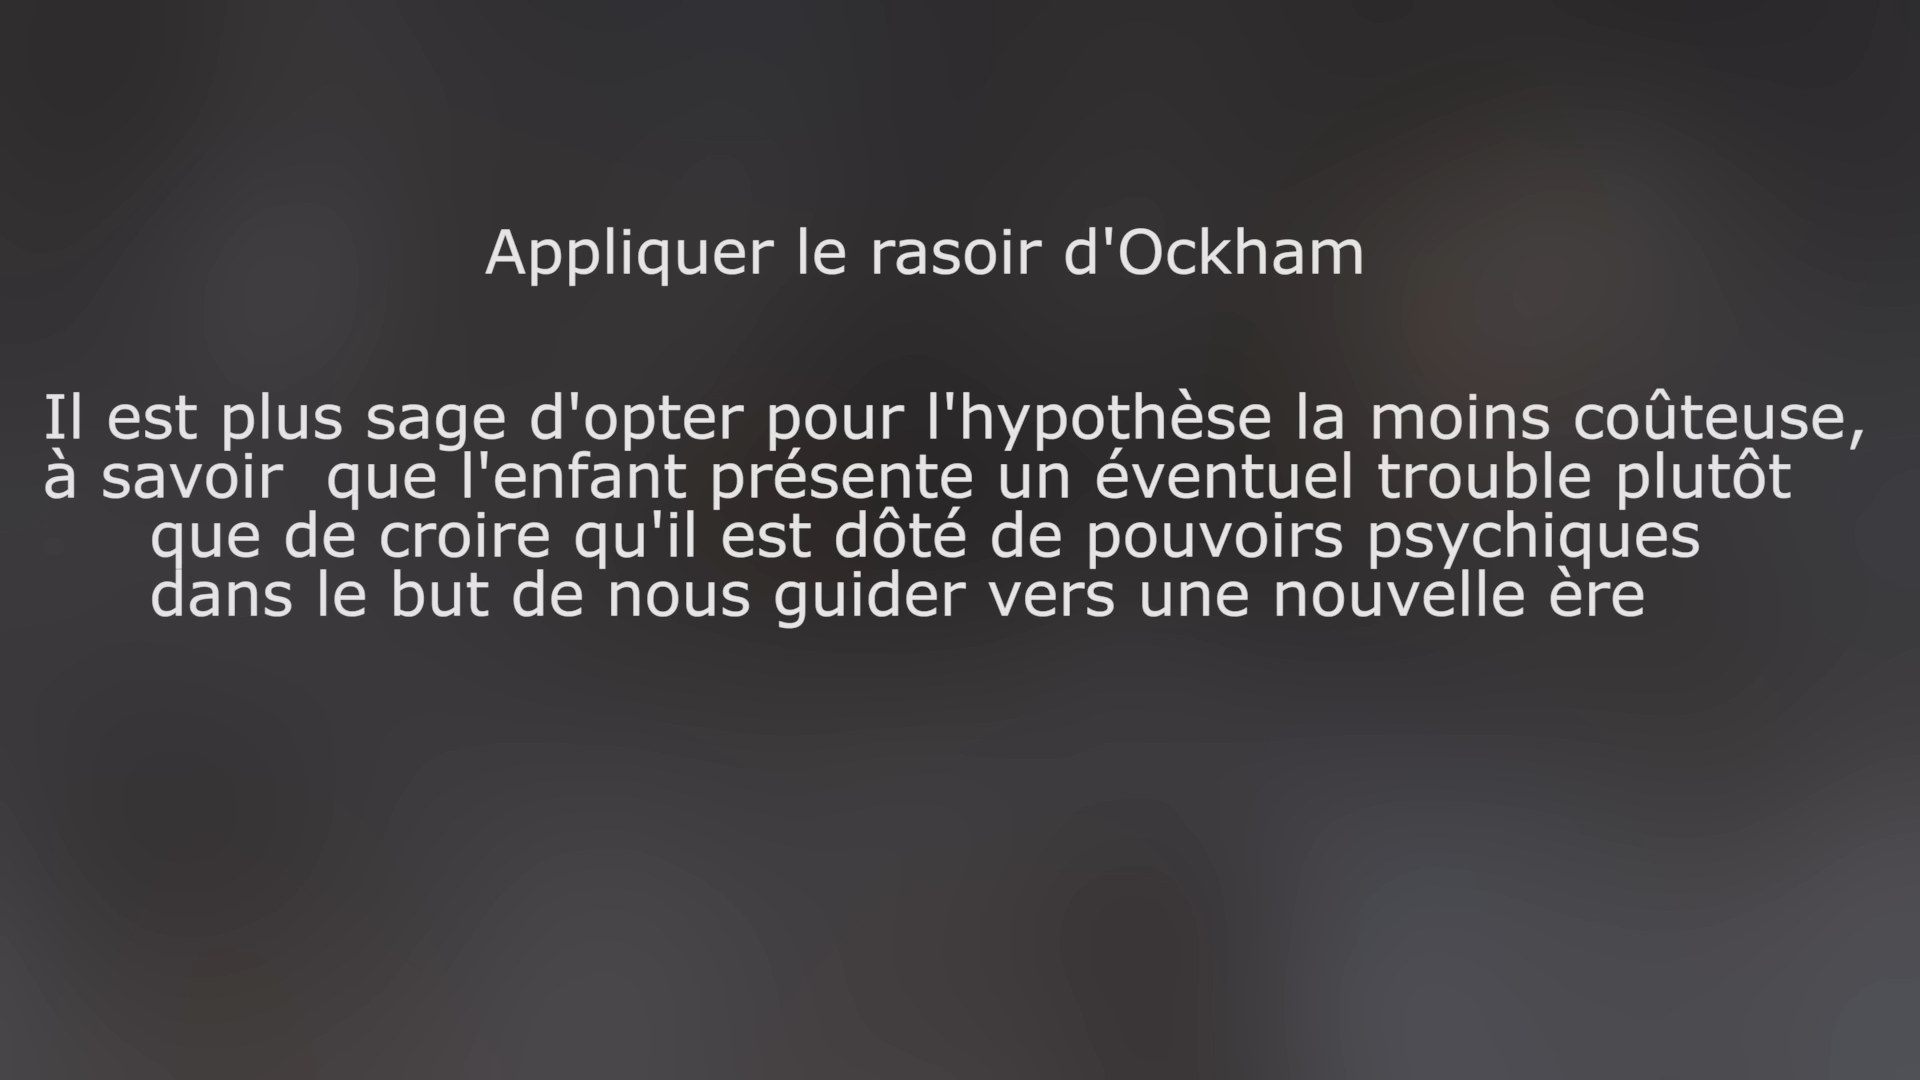 Appliquer le rasoir d'Ockham
Il est plus sage d'opter pour l'hypothèse la moins coûteuse,
à savoir  que l'enfant présente un éventuel trouble plutôt
que de croire qu'il est dôté de pouvoirs psychiques
dans le but de nous guider vers une nouvelle ère